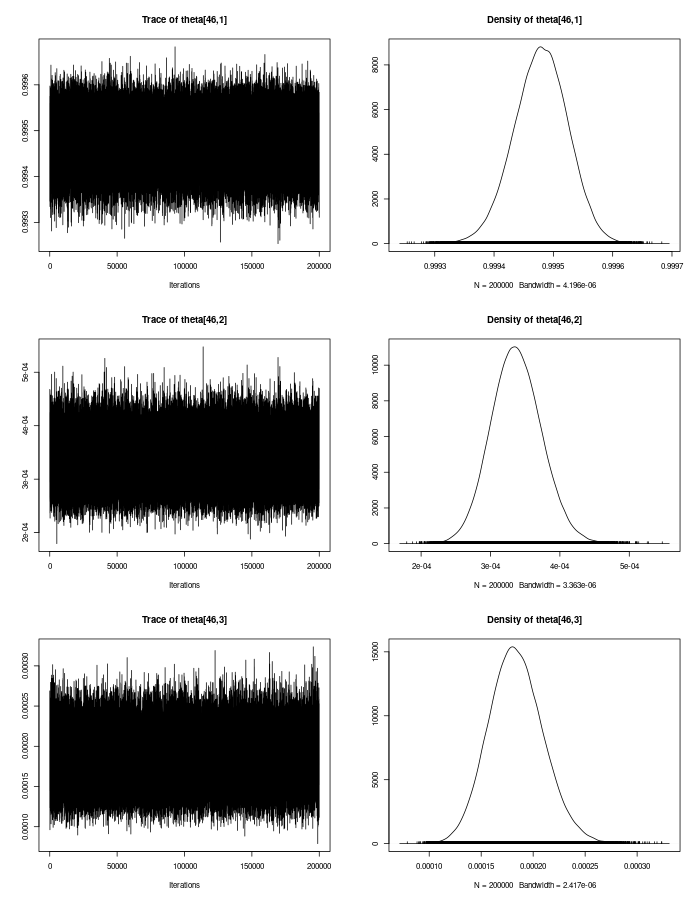 Trace of theta[46,1]
0.9993 0.9994 0.9995 0.9996
0 50000 100000 150000 200000
Iterations
Density of theta[46,1]
0 2000 4000 6000 8000
0.9993 0.9994 0.9995 0.9996 0.9997
N = 200000 Bandwidth = 4.196e-06
Trace of theta[46,2]
2e-04 3e-04 4e-04 5e-04
0 50000 100000 150000 200000
Iterations
Density of theta[46,2]
0 2000 4000 6000 8000 10000
2e-04 3e-04 4e-04 5e-04
N = 200000 Bandwidth = 3.363e-06
Trace of theta[46,3]
0.00010 0.00015 0.00020 0.00025 0.00030
0 50000 100000 150000 200000
Iterations
Density of theta[46,3]
0 5000 10000 15000
0.00010 0.00015 0.00020 0.00025 0.00030
N = 200000 Bandwidth = 2.417e-06